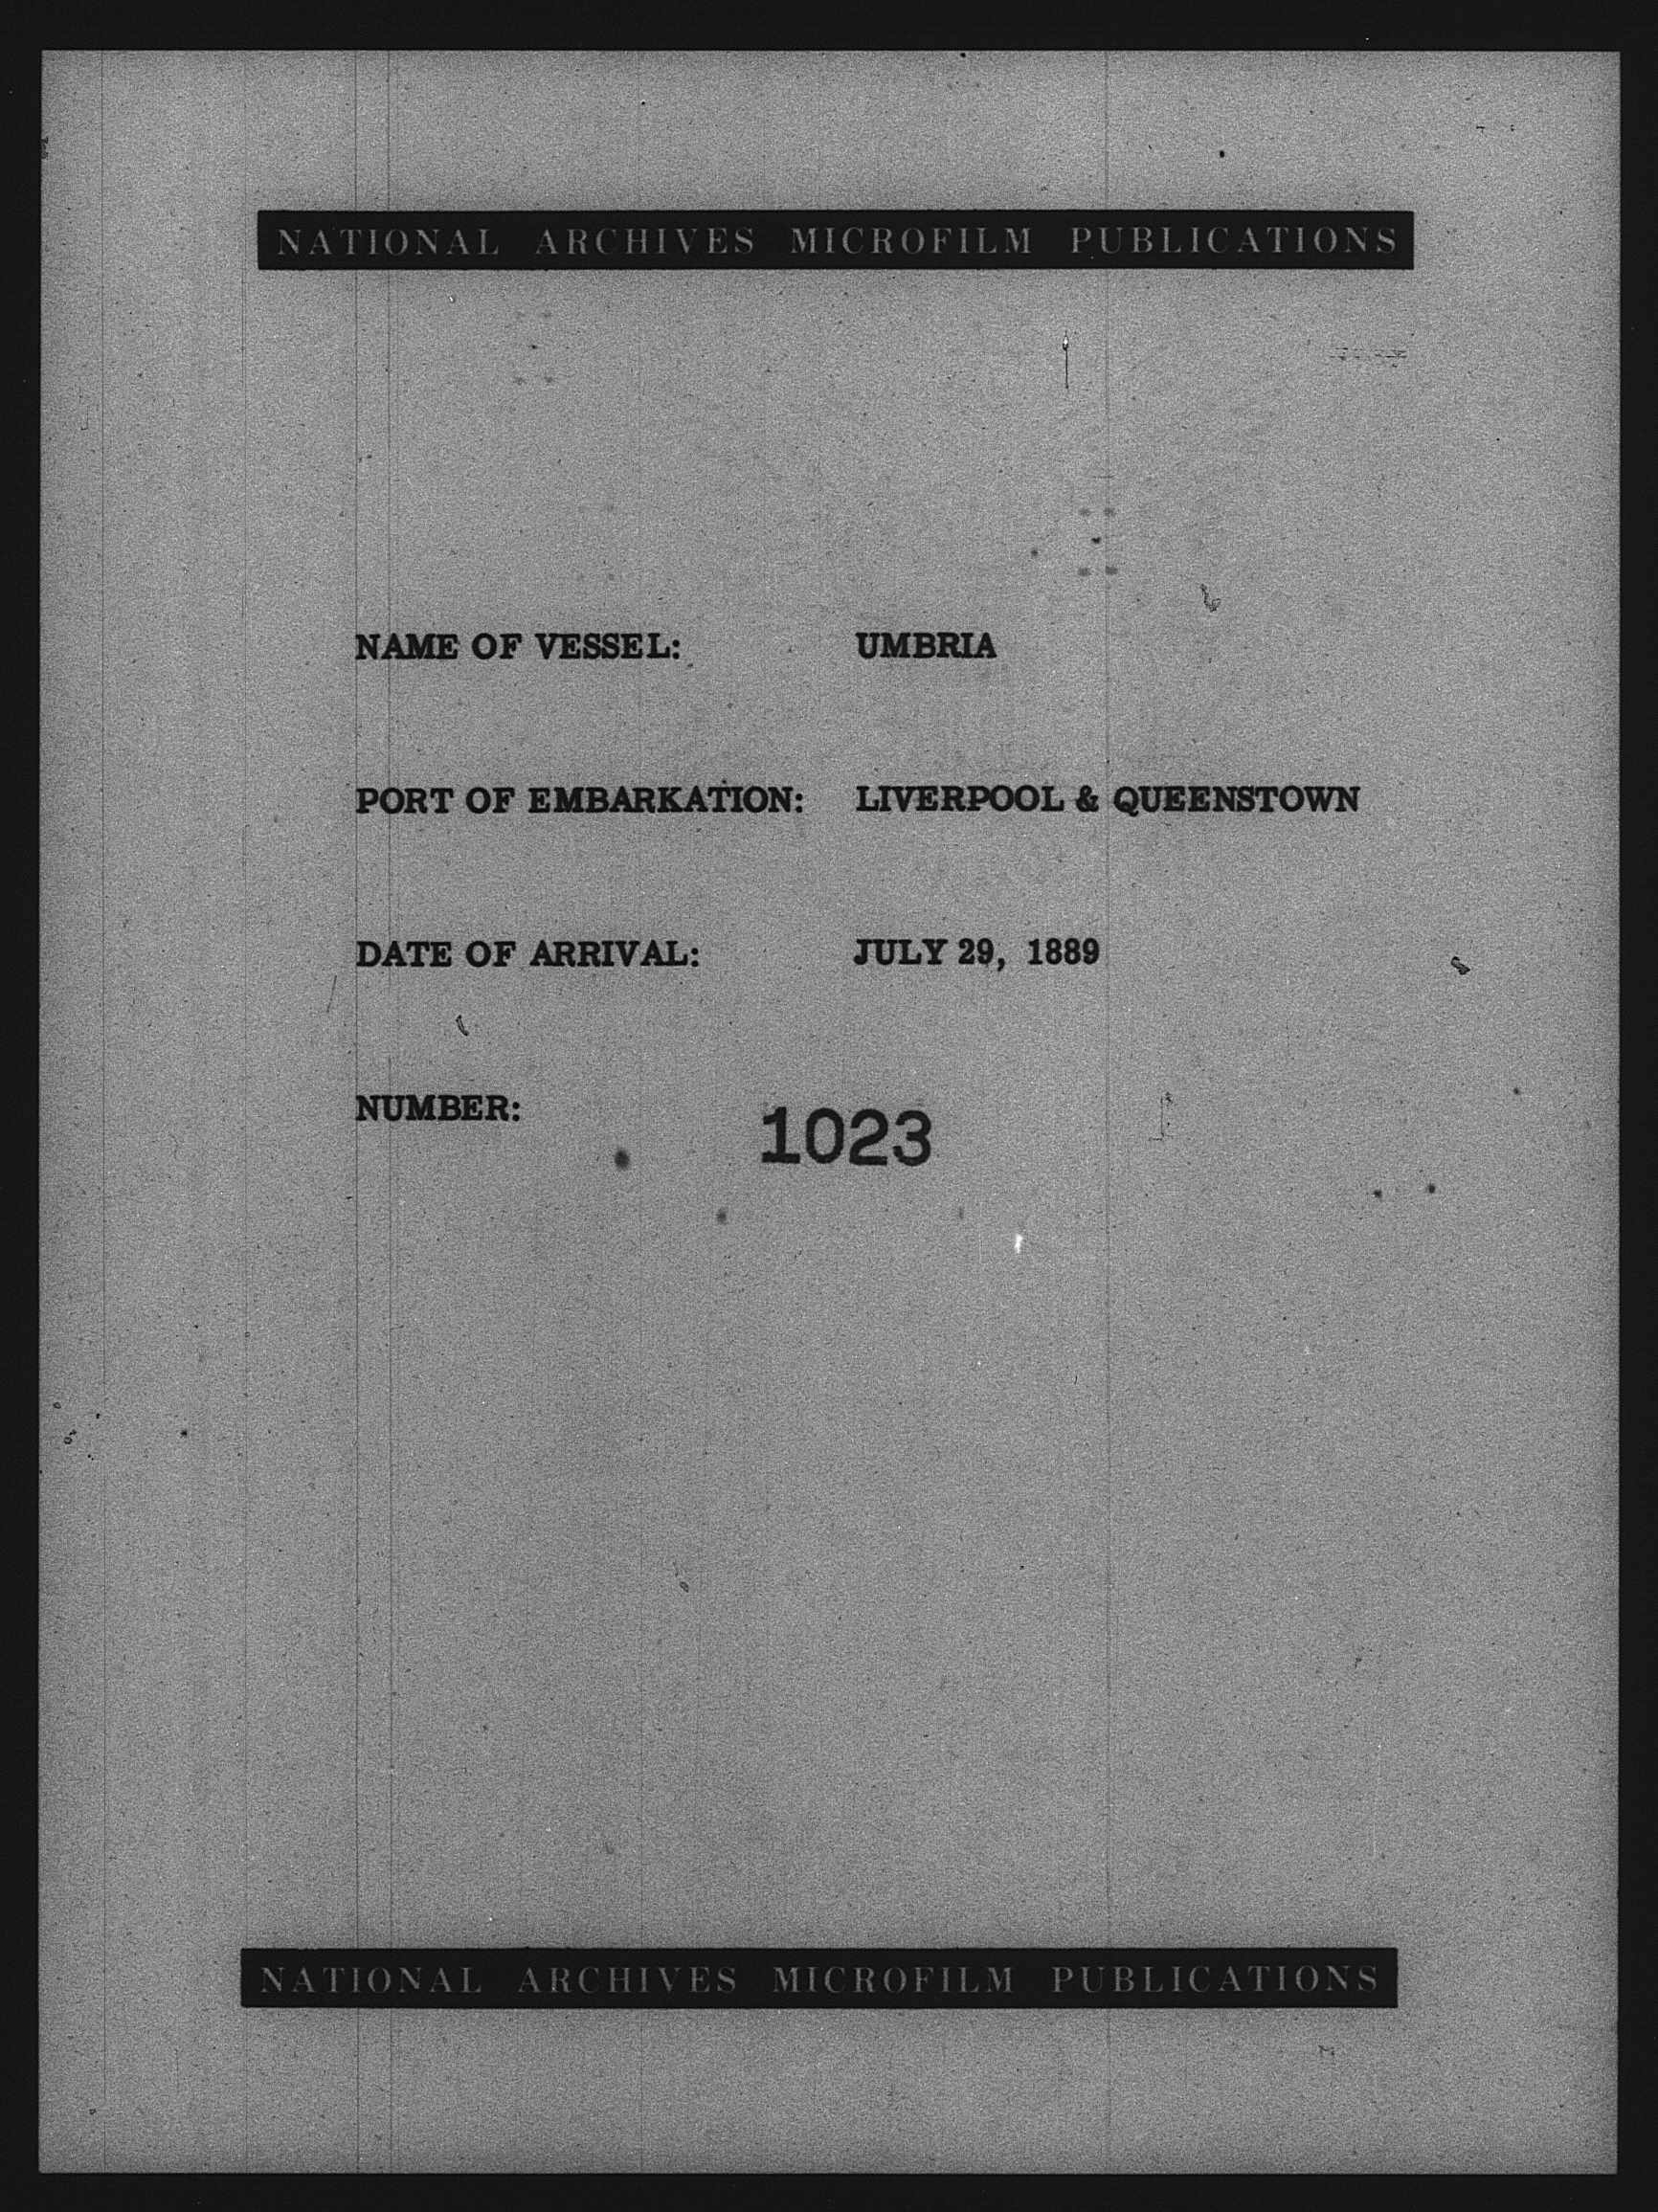 NATIONAL ARCHIVES MICROFILM PUBLICATIONS
NAME OF VESSEL: UMBRIA
PORT OF EMBARKATION: LIVERPOOL & QUEENSTOWN
DATE OF ARRIVAL: JULY 29, 1889
NUMBER: 1023
NATIONAL ARCHIVES MICROFILM PUBLICATIONS